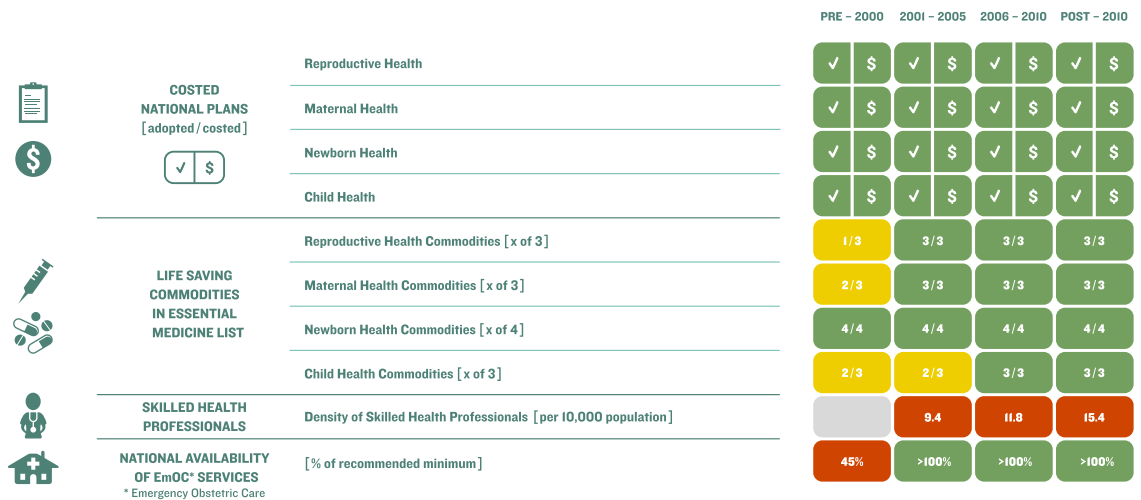 PRE – 2000 2001 – 2005 2006 – 2010 POST – 2010
COSTED
NATIONAL PLANS
[adopted / costed]
✓ $
Reproductive Health ✓ $ ✓ $ ✓ $ ✓ $
Maternal Health ✓ $ ✓ $ ✓ $ ✓ $
Newborn Health ✓ $ ✓ $ ✓ $ ✓ $
Child Health ✓ $ ✓ $ ✓ $ ✓ $
LIFE SAVING
COMMODITIES
IN ESSENTIAL
MEDICINE LIST
Reproductive Health Commodities [x of 3] 1/3 3/3 3/3 3/3
Maternal Health Commodities [x of 3] 2/3 3/3 3/3 3/3
Newborn Health Commodities [x of 4] 4/4 4/4 4/4 4/4
Child Health Commodities [x of 3] 2/3 2/3 3/3 3/3
SKILLED HEALTH
PROFESSIONALS
Density of Skilled Health Professionals [per 10,000 population] 9.4 11.8 15.4
NATIONAL AVAILABILITY
OF EmOC* SERVICES
* Emergency Obstetric Care
[% of recommended minimum] 45% >100% >100% >100%